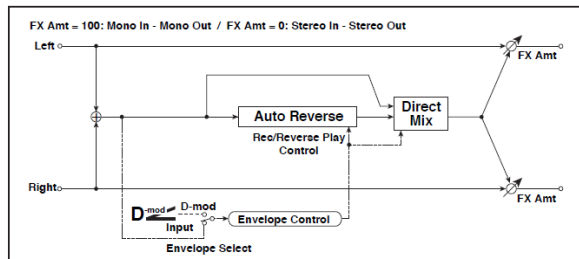 FX Amt = 100: Mono In - Mono Out / FX Amt = 0: Stereo In - Stereo Out
Left
FX Amt
Auto Reverse
Direct
Mix
Rec/Reverse Play
Control
Right
FX Amt
D-mod
D-mod
Input
Envelope Control
Envelope Select